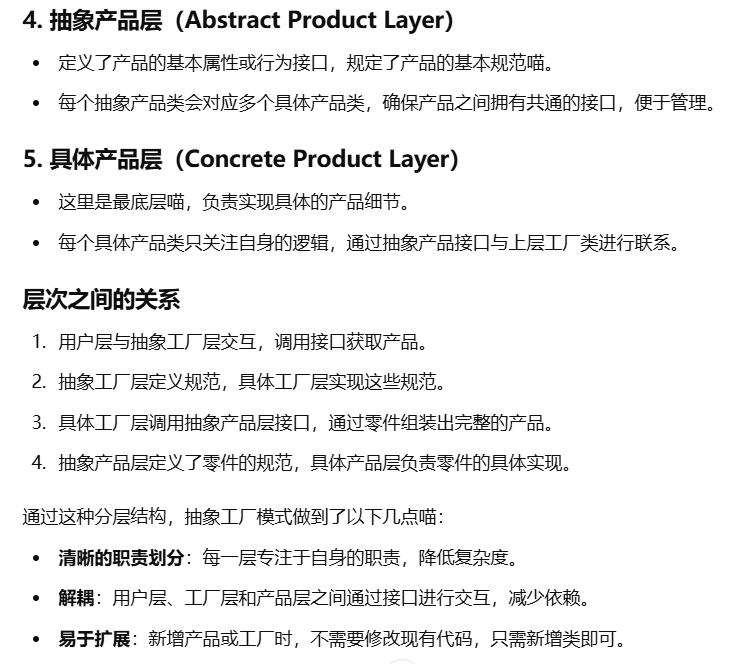 4. 抽象产品层（Abstract Product Layer）
• 定义了产品的基本属性或行为接口，规定了产品的基本规范喵。
• 每个抽象产品类会对应多个具体产品类，确保产品之间拥有共通的接口，便于管理。
5. 具体产品层（Concrete Product Layer）
• 这里是最底层喵，负责实现具体的产品细节。
• 每个具体产品类只关注自身的逻辑，通过抽象产品接口与上层工厂类进行联系。
层次之间的关系
1. 用户层与抽象工厂层交互，调用接口获取产品。
2. 抽象工厂层定义规范，具体工厂层实现这些规范。
3. 具体工厂层调用抽象产品层接口，通过零件组装出完整的产品。
4. 抽象产品层定义了零件的规范，具体产品层负责零件的具体实现。
通过这种分层结构，抽象工厂模式做到了以下几点喵：
• 清晰的职责划分：每一层专注于自身的职责，降低复杂度。
• 解耦：用户层、工厂层和产品层之间通过接口进行交互，减少依赖。
• 易于扩展：新增产品或工厂时，不需要修改现有代码，只需新增类即可。